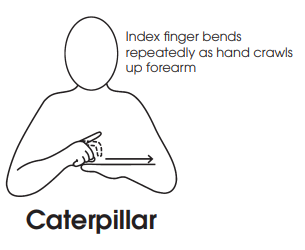 Index finger bends
repeatedly as hand crawls
up forearm
Caterpillar